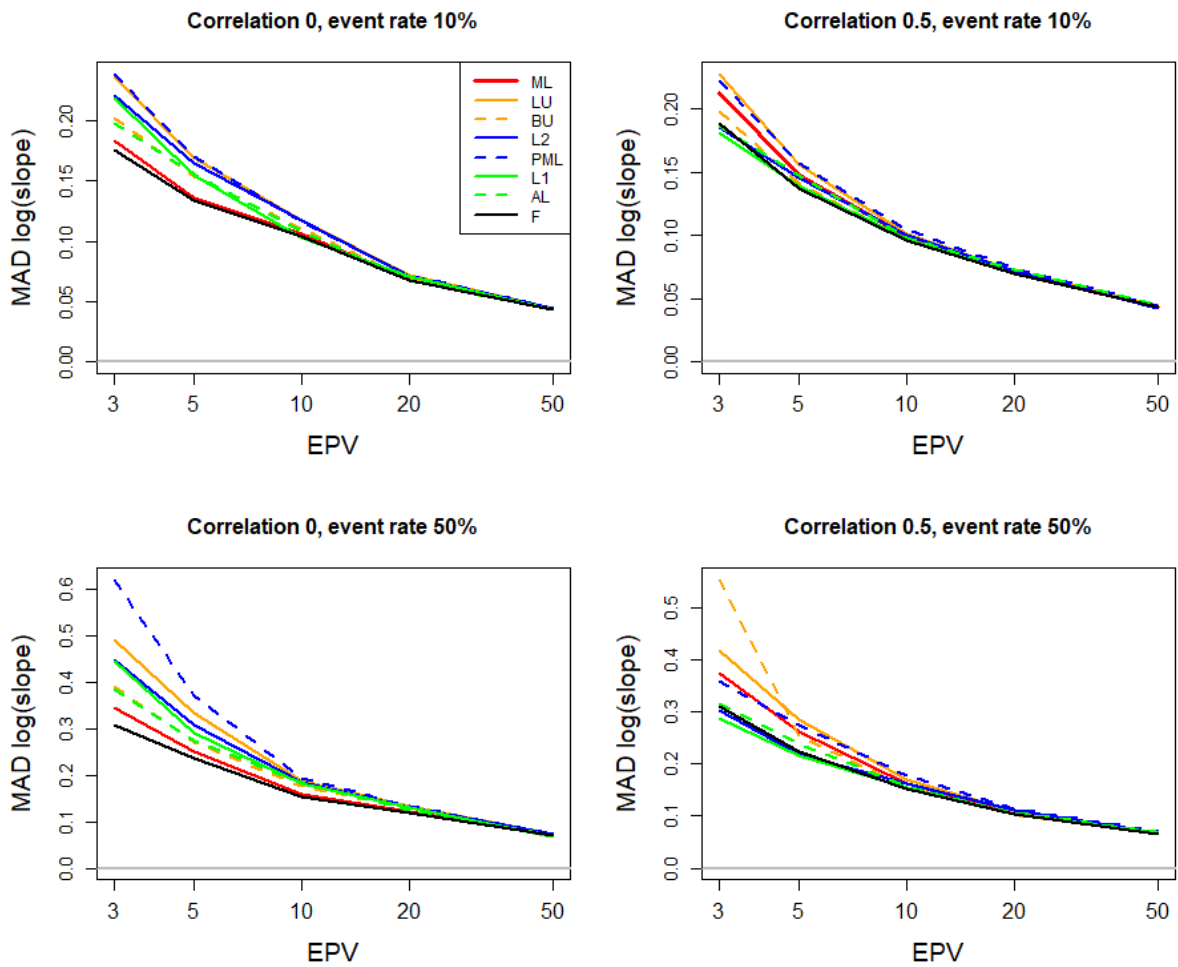 Correlation 0, event rate 10%
MAD log(slope)
0.00 0.05 0.10 0.15 0.20
ML
LU
BU
L2
PML
L1
AL
F
3 5 10 20 50
EPV
Correlation 0.5, event rate 10%
MAD log(slope)
0.00 0.05 0.10 0.15 0.20
3 5 10 20 50
EPV
Correlation 0, event rate 50%
MAD log(slope)
0.0 0.1 0.2 0.3 0.4 0.5 0.6
3 5 10 20 50
EPV
Correlation 0.5, event rate 50%
MAD log(slope)
0.0 0.1 0.2 0.3 0.4 0.5
3 5 10 20 50
EPV